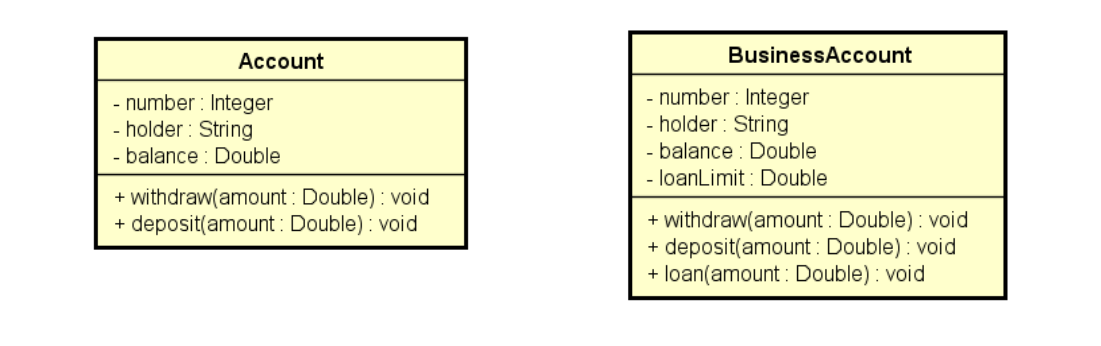 Account
- number : Integer
- holder : String
- balance : Double
+ withdraw(amount : Double) : void
+ deposit(amount : Double) : void
BusinessAccount
- number : Integer
- holder : String
- balance : Double
- loanLimit : Double
+ withdraw(amount : Double) : void
+ deposit(amount : Double) : void
+ loan(amount : Double) : void